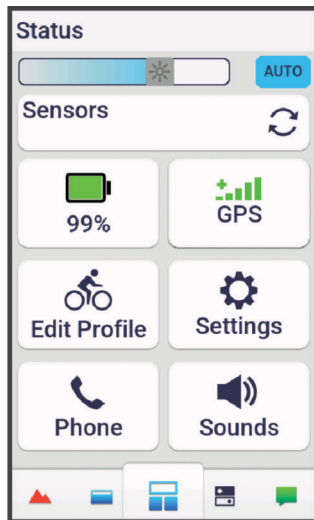 Status
AUTO
Sensors
99%
GPS
Edit Profile
Settings
Phone
Sounds